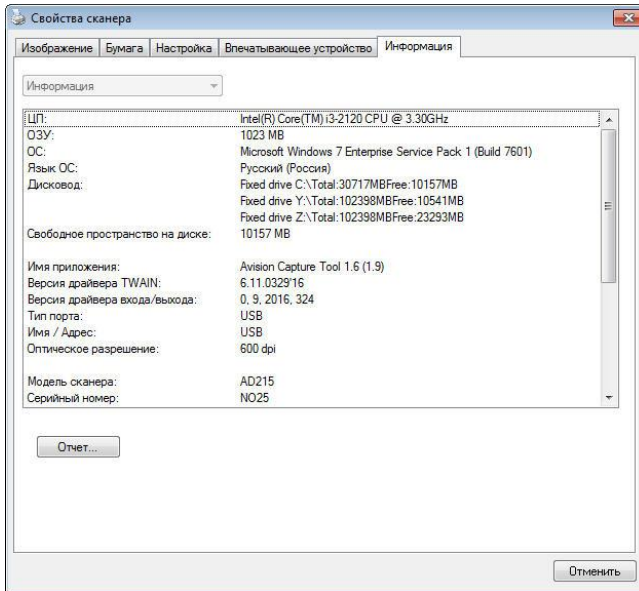 Свойства сканера
Изображение Бумага Настройка Впечатывающее устройство Информация
Информация
ЦП: Intel(R) Core(TM) i3-2120 CPU @ 3.30GHz
ОЗУ: 1023 MB
ОС: Microsoft Windows 7 Enterprise Service Pack 1 (Build 7601)
Язык ОС: Русский (Россия)
Дисковод: Fixed drive C:\Total:30717MBFree:10157MB
Fixed drive Y:\Total:102398MBFree:10541MB
Fixed drive Z:\Total:102398MBFree:23293MB
Свободное пространство на диске: 10157 MB
Имя приложения: Avision Capture Tool 1.6 (1.9)
Версия драйвера TWAIN: 6.11.0329'16
Версия драйвера входа/выхода: 0, 9, 2016, 324
Тип порта: USB
Имя / Адрес: USB
Оптическое разрешение: 600 dpi
Модель сканера: AD215
Серийный номер: NO25
Отчет...
Отменить